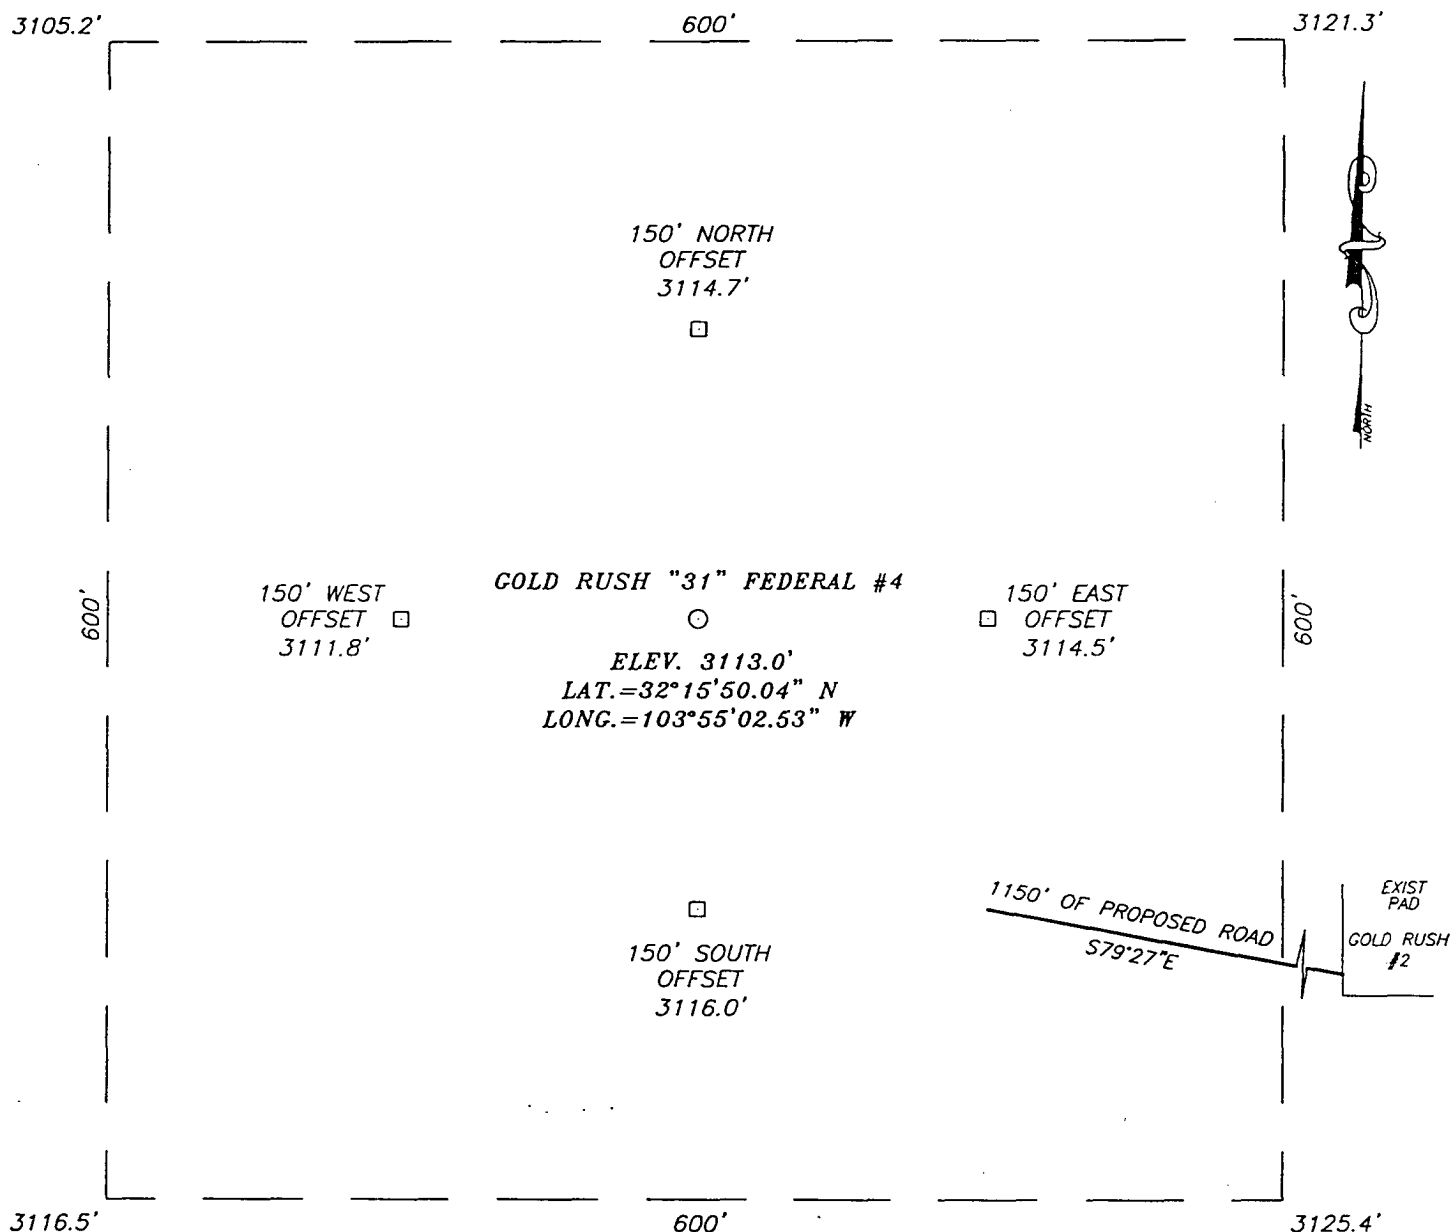 3105.2'
600'
3121.3'
150' NORTH
OFFSET
3114.7'
NORTH
600'
150' WEST
OFFSET
3111.8'
GOLD RUSH "31" FEDERAL #4
ELEV. 3113.0'
LAT.=32°15'50.04" N
LONG.=103°55'02.53" W
150' EAST
OFFSET
3114.5'
600'
150' SOUTH
OFFSET
3116.0'
1150' OF PROPOSED ROAD
S79°27"E
EXIST
PAD
GOLD RUSH
#2
3116.5'
600'
3125.4'